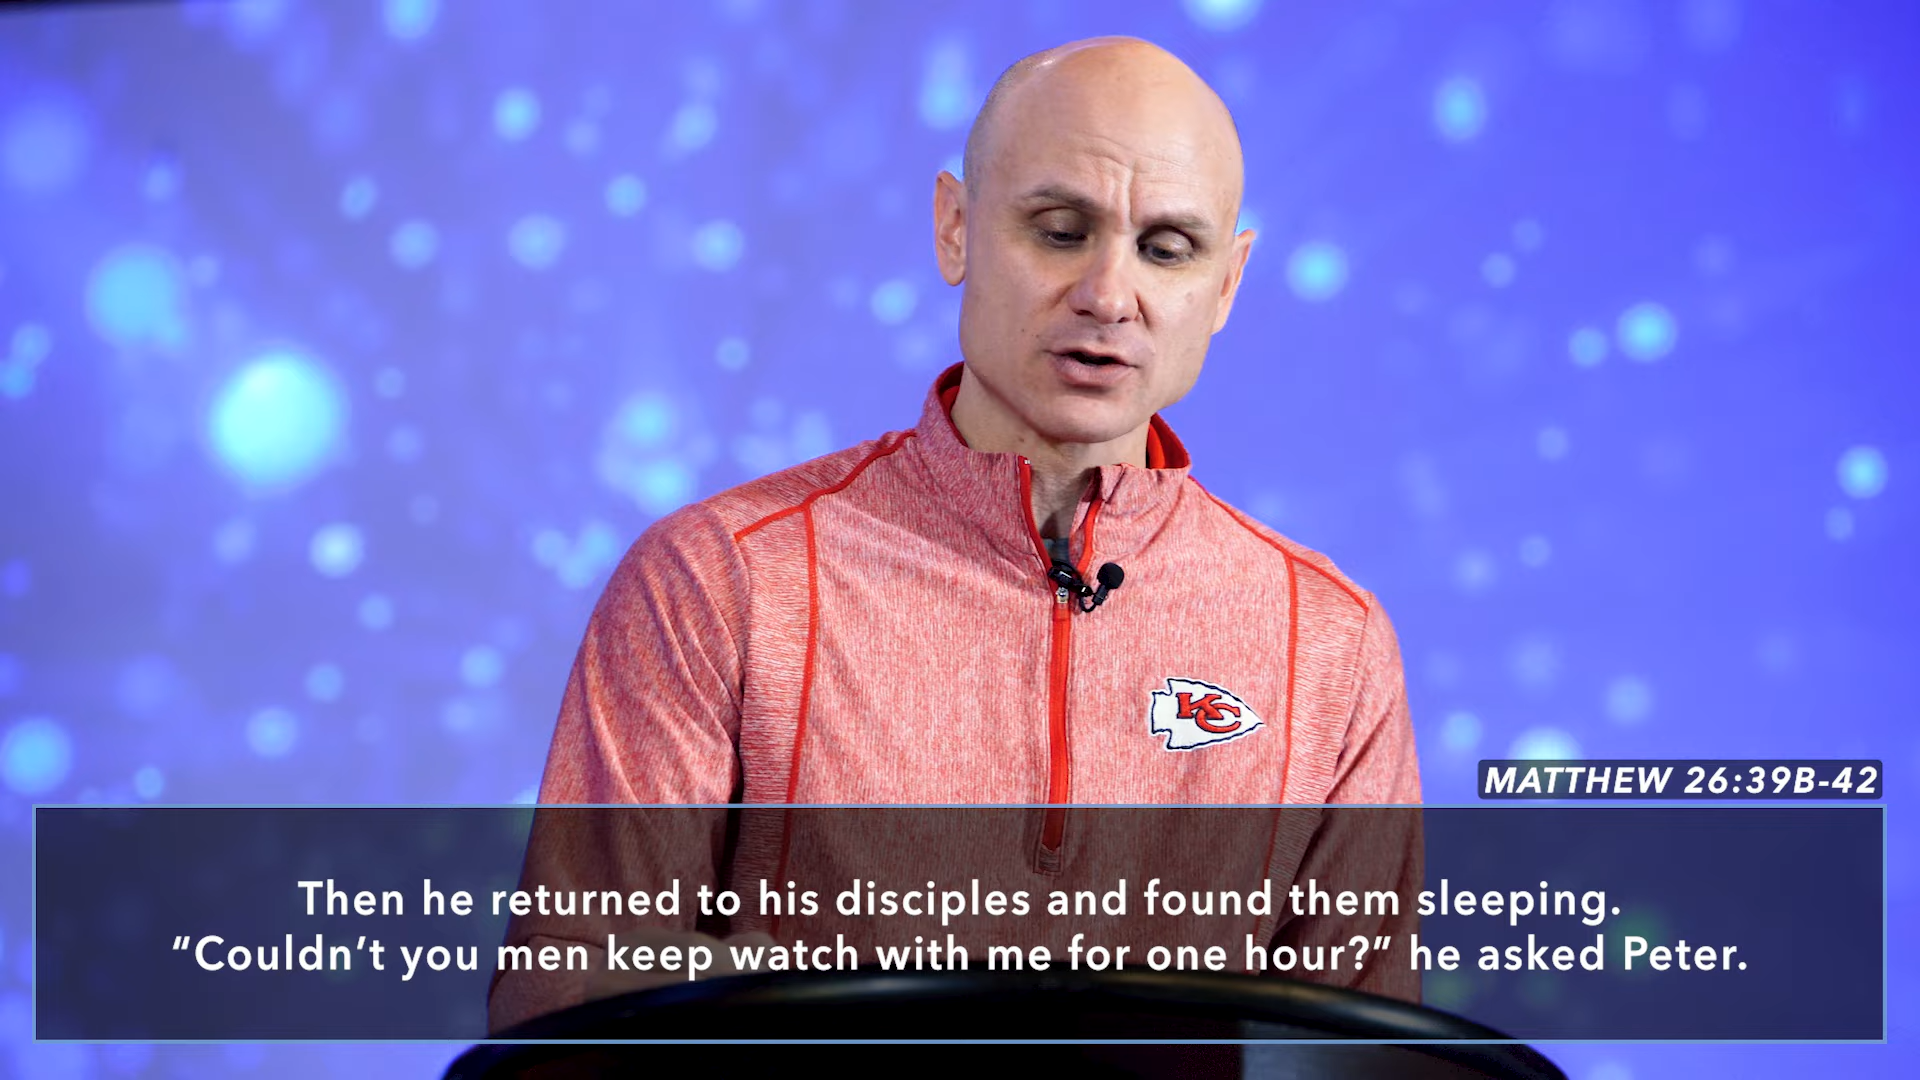 KC
MATTHEW 26:39B-42
Then he returned to his disciples and found them sleeping.
“Couldn’t you men keep watch with me for one hour?” he asked Peter.